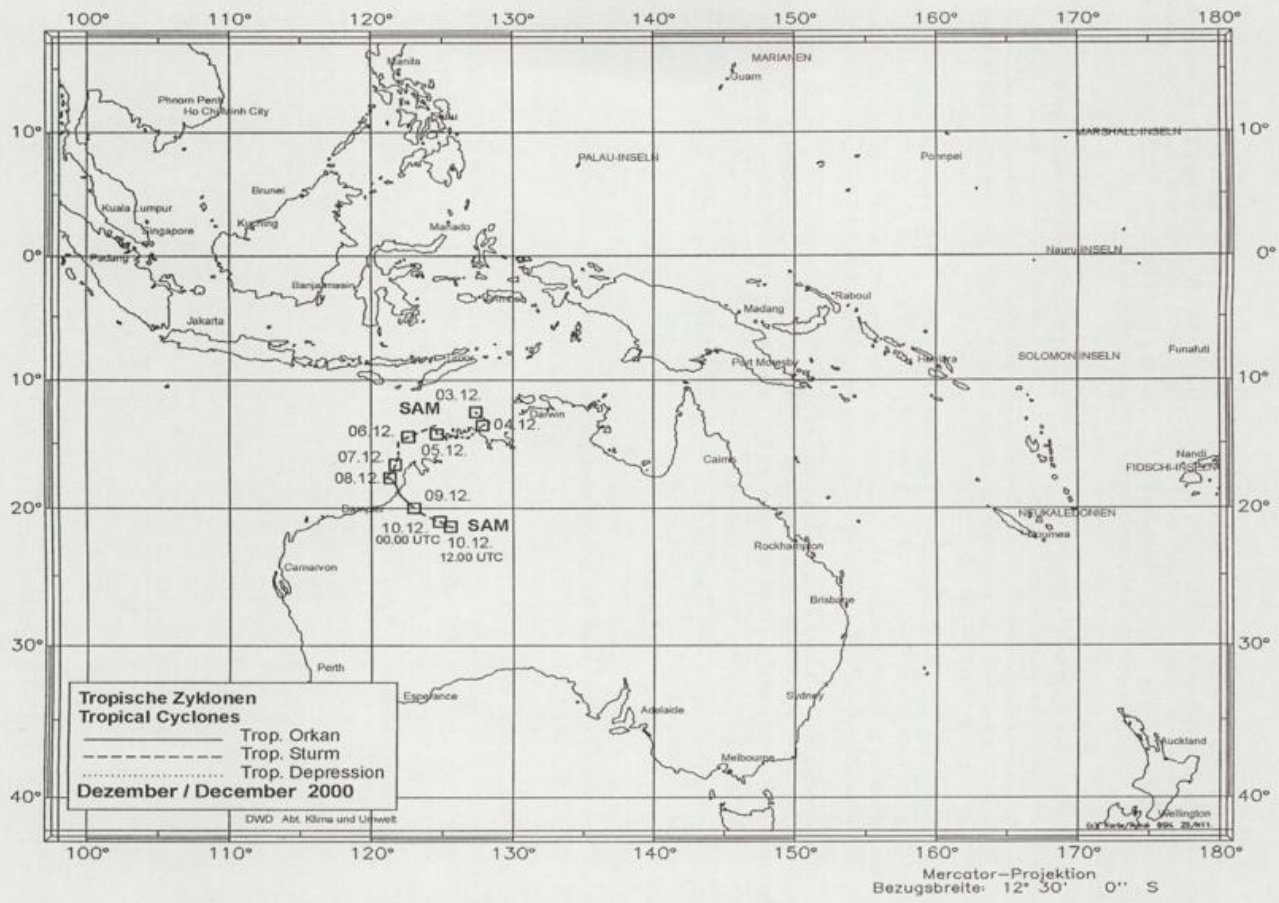 100° 110° 120° 130° 140° 150° 160° 170° 180°
Manila
MARIANEN
Guam
Phnom Penh
Ho Chi Minh City
10° 10°
MARSHALL-INSELN
PALAU-INSELN
Ponnpei
Brunei
Kuala Lumpur
Kuching
Singapore
Manado
0° 0°
Nauru-INSELN
Padang
Banjarmasin
Raboul
Madang
Jakarta
Funafuti
SOLOMON INSELN
Port Moresby
10° 10°
03.12.
SAM
Darwin
04.12.
06.12.
05.12.
07.12.
Cairns
Nandi
FIDSCHI-INSELN
08.12.
09.12.
20° 20°
NEUKALEDONIEN
10.12.
00.00 UTC
SAM
10.12.
12.00 UTC
Noumea
Rockhampton
Carnarvon
Brisbane
30° 30°
Perth
Esperance
Sydney
Adelaide
Melbourne
Auckland
Wellington
Tropische Zyklonen
Tropical Cyclones
Trop. Orkan
Trop. Sturm
Trop. Depression
Dezember / December 2000
40° 40°
DWD Abt. Klima und Umwelt
100° 110° 120° 130° 140° 150° 160° 170° 180°
Mercator-Projektion
Bezugsbreite: 12° 30' 0'' S